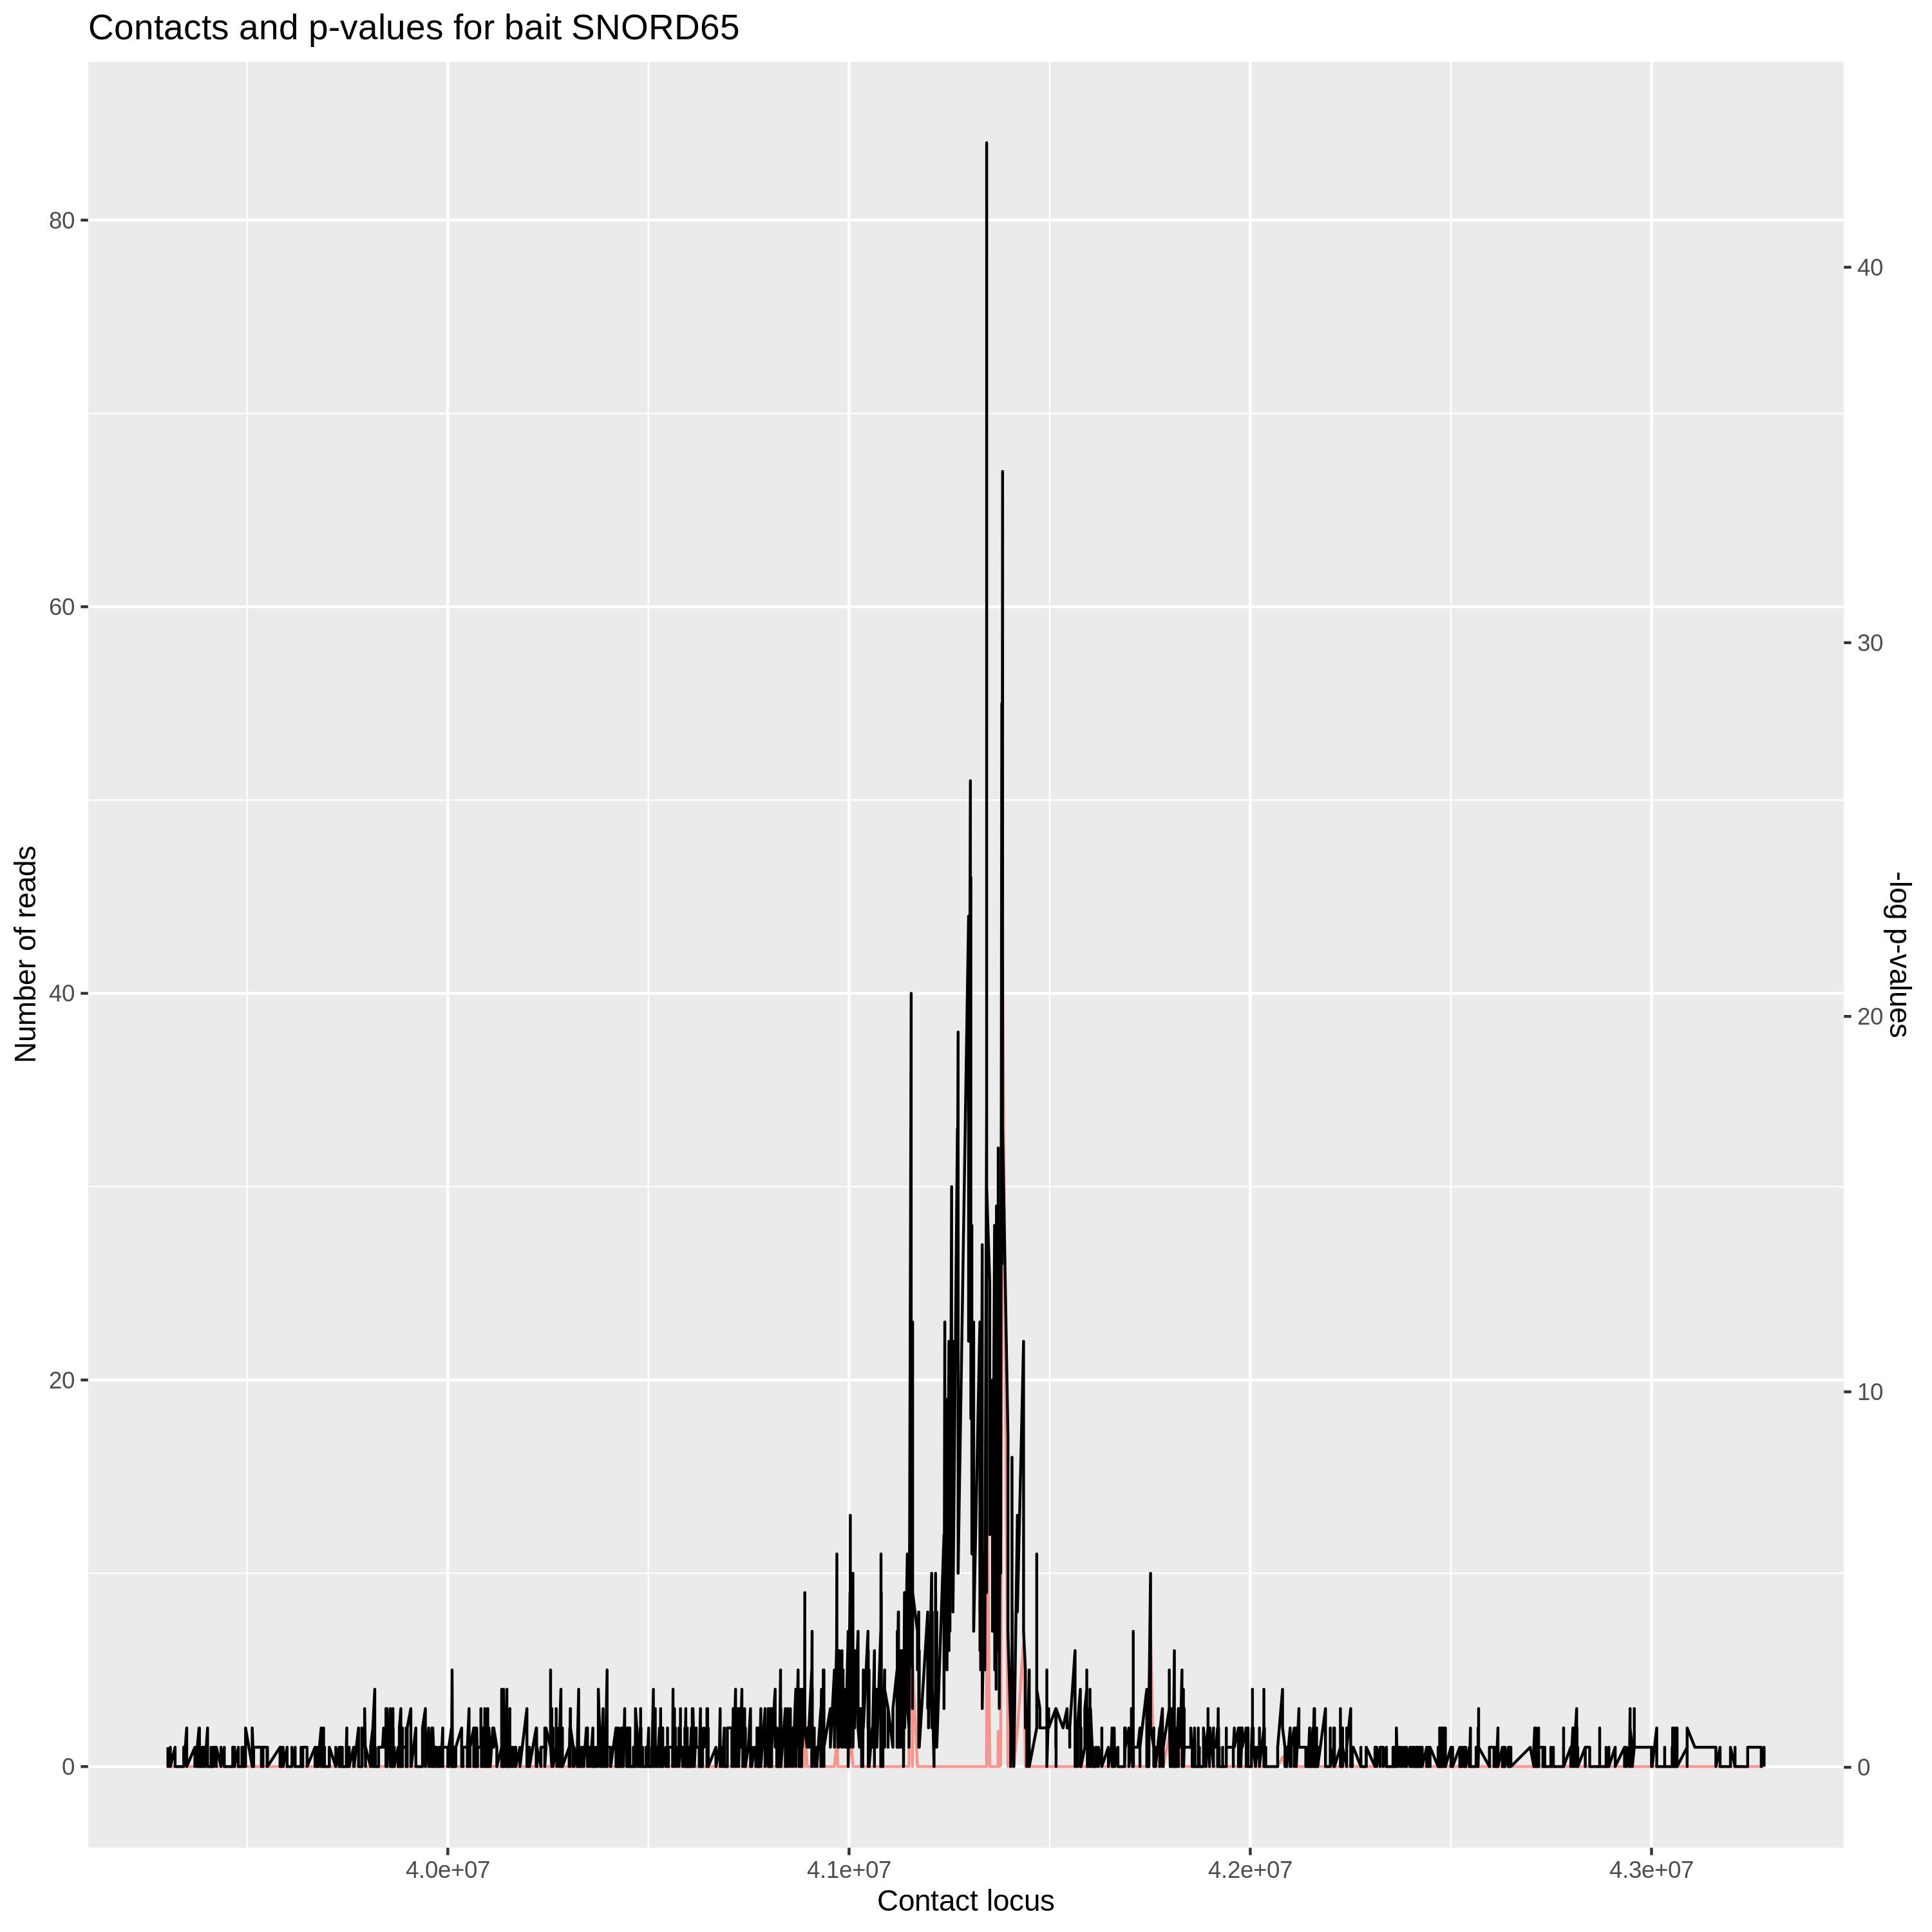 Contacts and p-values for bait SNORD65
Number of reads
80
60
40
20
0
40
30
20
10
0
-log p-values
4.0e+07
4.1e+07
4.2e+07
4.3e+07
Contact locus